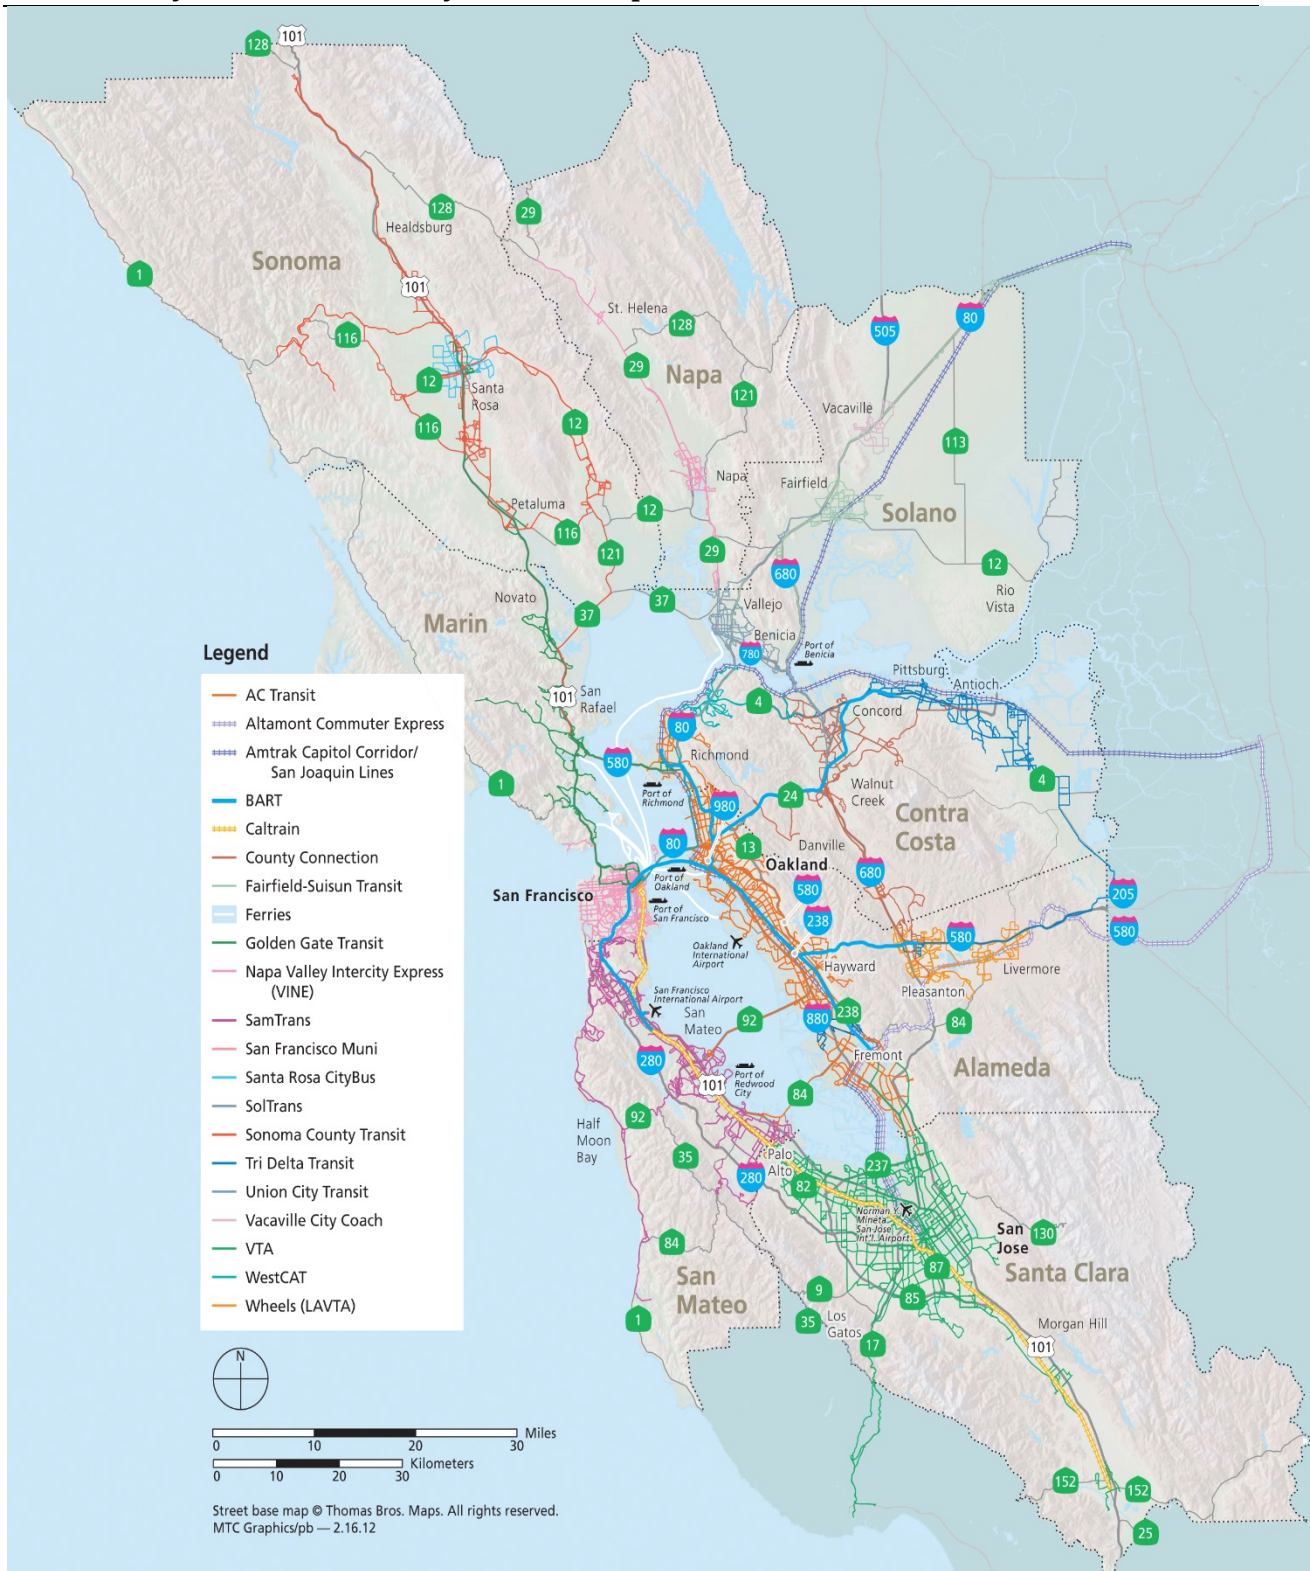 128
101
128
29
Healdsburg
Sonoma
1
101
St. Helena
128
505
80
116
29
Napa
12
Santa
Rosa
121
Vacaville
116
12
113
Napa
Fairfield
Solano
Petaluma
12
116
121
29
680
12
Rio
Vista
Novato
37
37
Vallejo
Marin
Benicia
780
Port of
Benicia
Pittsburg
Antioch
101
San
Rafael
4
Concord
80
Richmond
580
1
Port of
Richmond
980
24
Walnut
Creek
4
Contra
Costa
80
13
Danville
Oakland
680
San Francisco
Port of
Oakland
580
205
Port of
San Francisco
238
580
580
Oakland
International
Airport
Hayward
Livermore
Pleasanton
San Francisco
International Airport
San
Mateo
92
880
238
84
280
Fremont
Alameda
101
Port of
Redwood
City
84
92
Half
Moon
Bay
35
Palo
Alto
237
280
82
Norman Y.
Mineta
San Jose
Int'l. Airport
San
Jose
130
84
87
San
Mateo
Santa Clara
9
85
1
35
Los
Gatos
17
Morgan Hill
101
152
152
25
Legend
AC Transit
Altamont Commuter Express
Amtrak Capitol Corridor/
San Joaquin Lines
BART
Caltrain
County Connection
Fairfield-Suisun Transit
Ferries
Golden Gate Transit
Napa Valley Intercity Express
(VINE)
SamTrans
San Francisco Muni
Santa Rosa CityBus
SolTrans
Sonoma County Transit
Tri Delta Transit
Union City Transit
Vacaville City Coach
VTA
WestCAT
Wheels (LAVTA)
N
Miles
0 10 20 30
Kilometers
0 10 20 30
Street base map © Thomas Bros. Maps. All rights reserved.
MTC Graphics/pb — 2.16.12